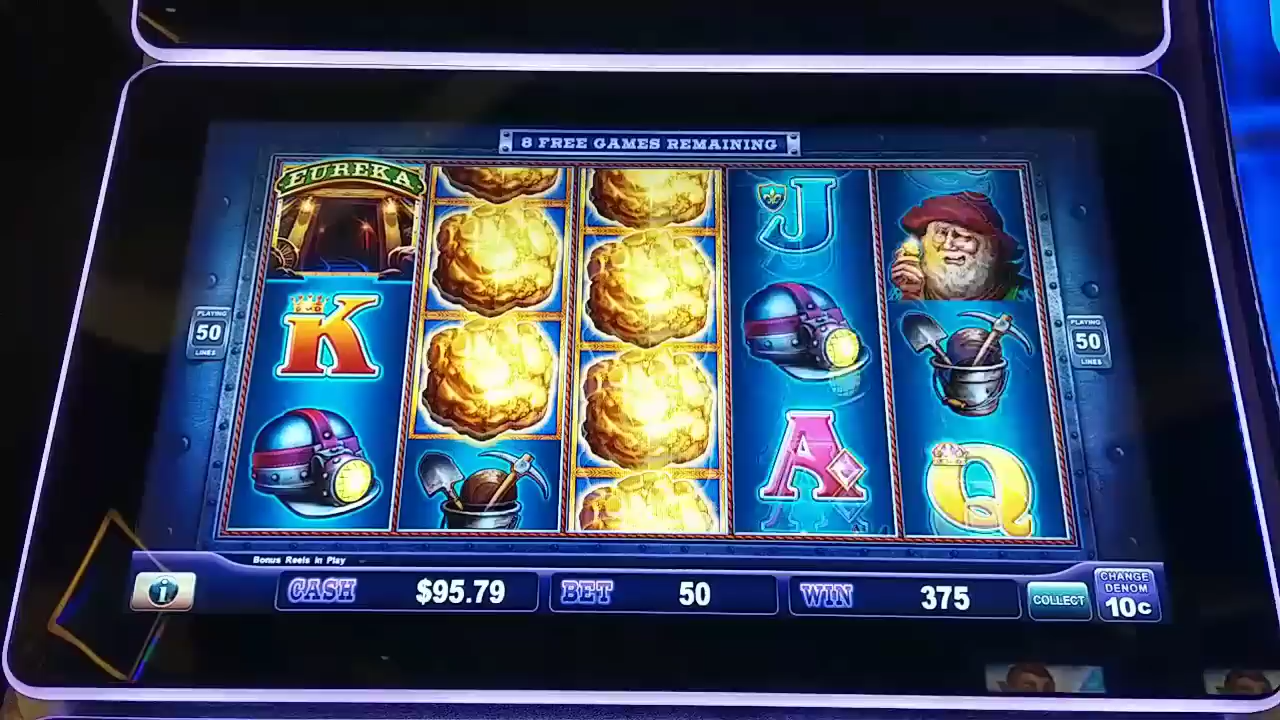 8 FREE GAMES REMAINING
EUREKA
J
K
A
Q
PLAYING
50
LINES
PLAYING
50
LINES
Bonus Reels In Play
i
CASH $95.79
BET 50
WIN 375
COLLECT
CHANGE
DENOM
10¢